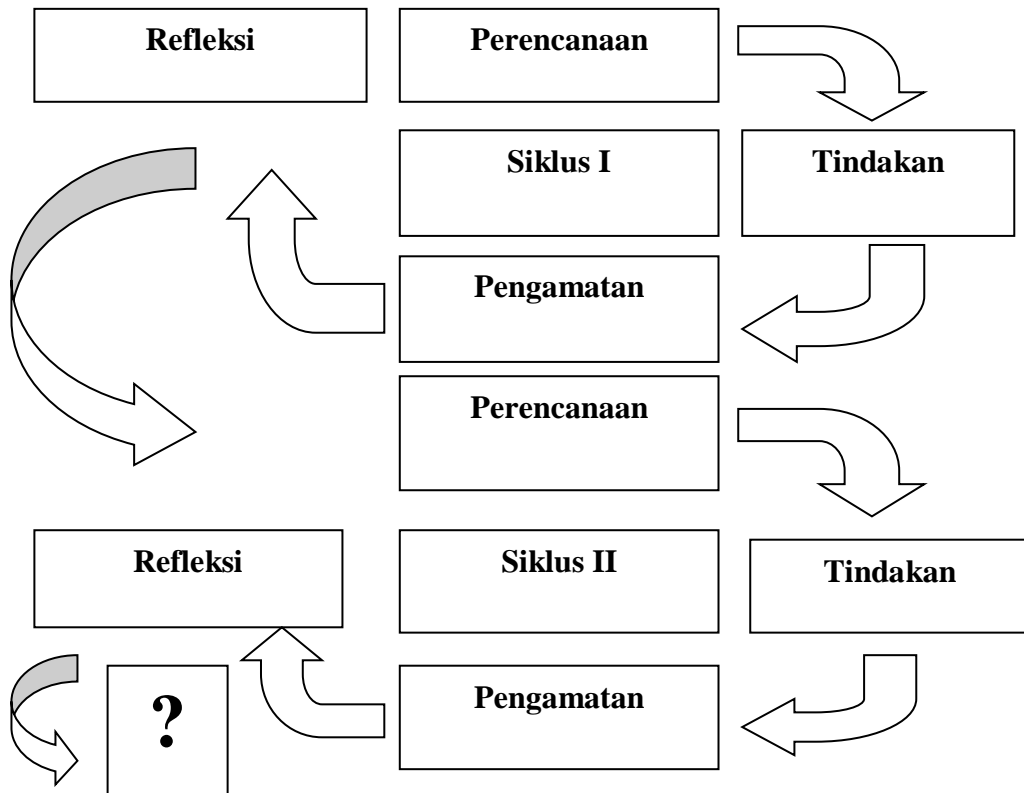 Refleksi
Perencanaan
Siklus I
Tindakan
Pengamatan
Perencanaan
Refleksi
Siklus II
Tindakan
Pengamatan
?